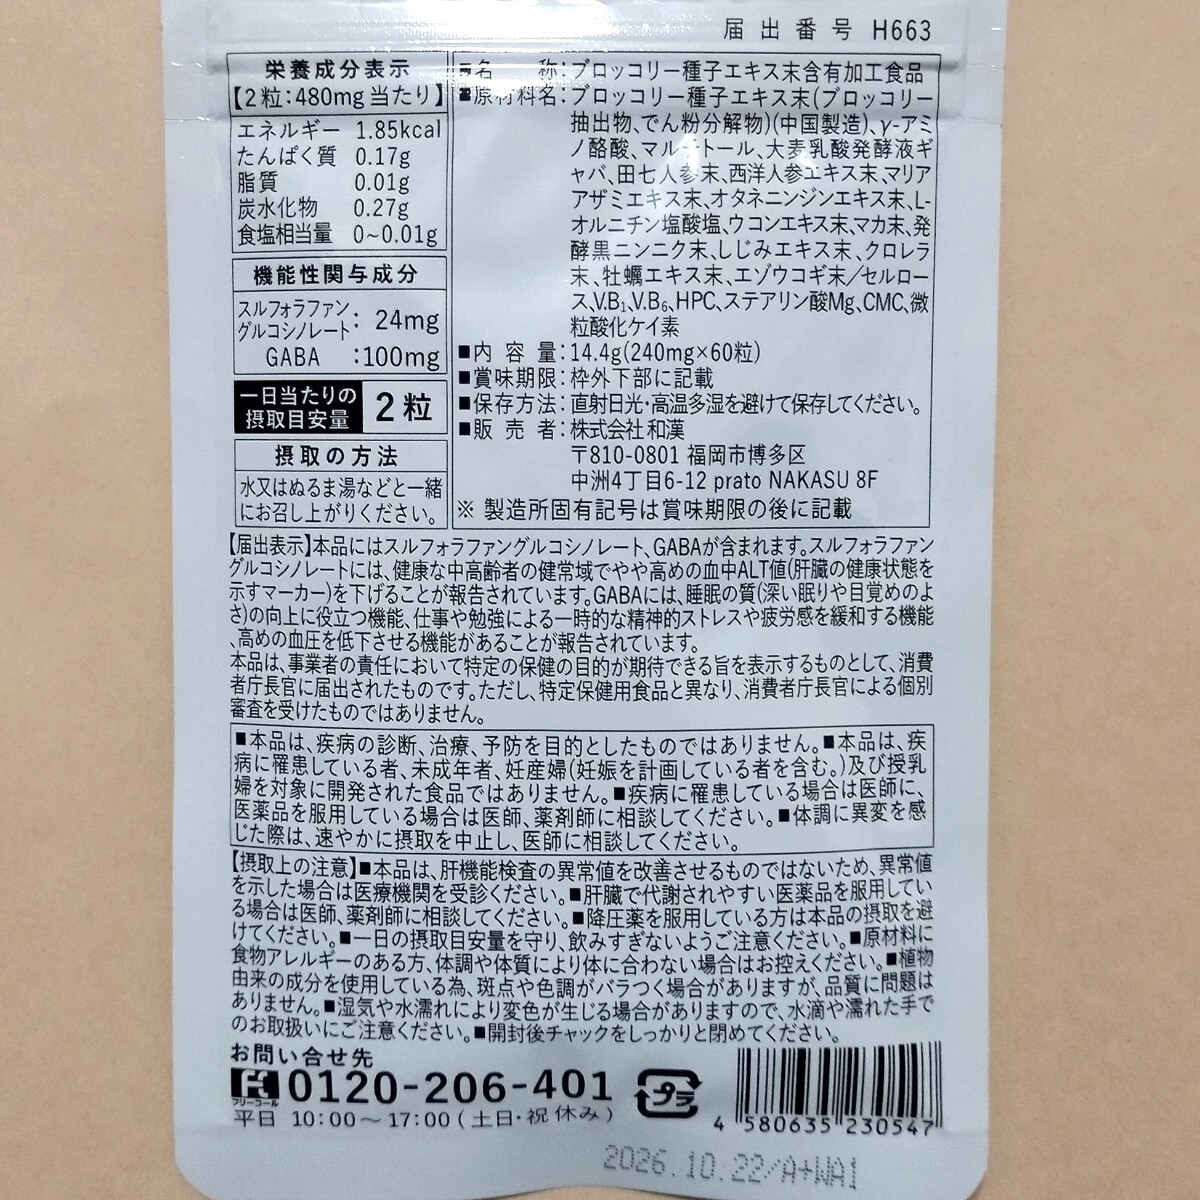 届出番号 H663
栄養成分表示
【2粒:480mg当たり】
エネルギー 1.85kcal
たんぱく質 0.17g
脂質 0.01g
炭水化物 0.27g
食塩相当量 0~0.01g
機能性関与成分
スルフォラファン
グルコシノレート: 24mg
GABA :100mg
一日当たりの
摂取目安量 2粒
摂取の方法
水又はぬるま湯などと一緒
にお召し上がりください。
■名称:ブロッコリー種子エキス末含有加工食品
■原材料名:ブロッコリー種子エキス末(ブロッコリー
抽出物、でん粉分解物)(中国製造)、γ-アミ
ノ酪酸、マルチトール、大麦乳酸発酵液ギ
ャバ、田七人参末、西洋人参エキス末、マリア
アザミエキス末、オタネニンジンエキス末、L-
オルニチン塩酸塩、ウコンエキス末、マカ末、発
酵黒ニンニク末、しじみエキス末、クロレラ
末、牡蠣エキス末、エゾウコギ末/セルロー
ス、V.B₁、V.B₆、HPC、ステアリン酸Mg、CMC、微
粒酸化ケイ素
■内容量:14.4g(240mg×60粒)
■賞味期限:枠外下部に記載
■保存方法:直射日光・高温多湿を避けて保存してください。
■販売者:株式会社 和漢
〒810-0801 福岡市博多区
中洲4丁目6-12 prato NAKASU 8F
※ 製造所固有記号は賞味期限の後に記載
【届出表示】本品にはスルフォラファングルコシノレート、GABAが含まれます。スルフォラファン
グルコシノレートには、健康な中高齢者の健常域でやや高めの血中ALT値(肝臓の健康状態を
示すマーカー)を下げることが報告されています。GABAには、睡眠の質(深い眠りや目覚めのよ
さ)の向上に役立つ機能、仕事や勉強による一時的な精神的ストレスや疲労感を緩和する機能
、高めの血圧を低下させる機能があることが報告されています。
本品は、事業者の責任において特定の保健の目的が期待できる旨を表示するものとして、消費
者庁長官に届出されたものです。ただし、特定保健用食品と異なり、消費者庁長官による個別
審査を受けたものではありません。
■本品は、疾病の診断、治療、予防を目的としたものではありません。■本品は、疾
病に罹患している者、未成年者、妊産婦(妊娠を計画している者を含む。)及び授乳
婦を対象に開発された食品ではありません。■疾病に罹患している場合は医師に、
医薬品を服用している場合は医師、薬剤師に相談してください。■体調に異変を感
じた際は、速やかに摂取を中止し、医師に相談してください。
【摂取上の注意】■本品は、肝機能検査の異常値を改善させるものではないため、異常値
を示した場合は医療機関を受診ください。■肝臓で代謝されやすい医薬品を服用してい
る場合は医師、薬剤師に相談してください。■降圧薬を服用している方は本品の摂取を避
けてください。■一日の摂取目安量を守り、飲みすぎないようご注意ください。■原材料に
食物アレルギーのある方、体調や体質により体に合わない場合はお控えください。■植物
由来の成分を使用している為、斑点や色調がバラつく場合がありますが、品質に問題は
ありません。■湿気や水濡れにより変色が生じる場合がありますので、水滴や濡れた手で
のお取扱いにご注意ください。■開封後チャックをしっかりと閉めてください。
お問い合せ先
フリーコール 0120-206-401
平日 10:00~17:00(土日・祝 休み)
プラ
4 580635 230547
2026.10.22/A+WA1